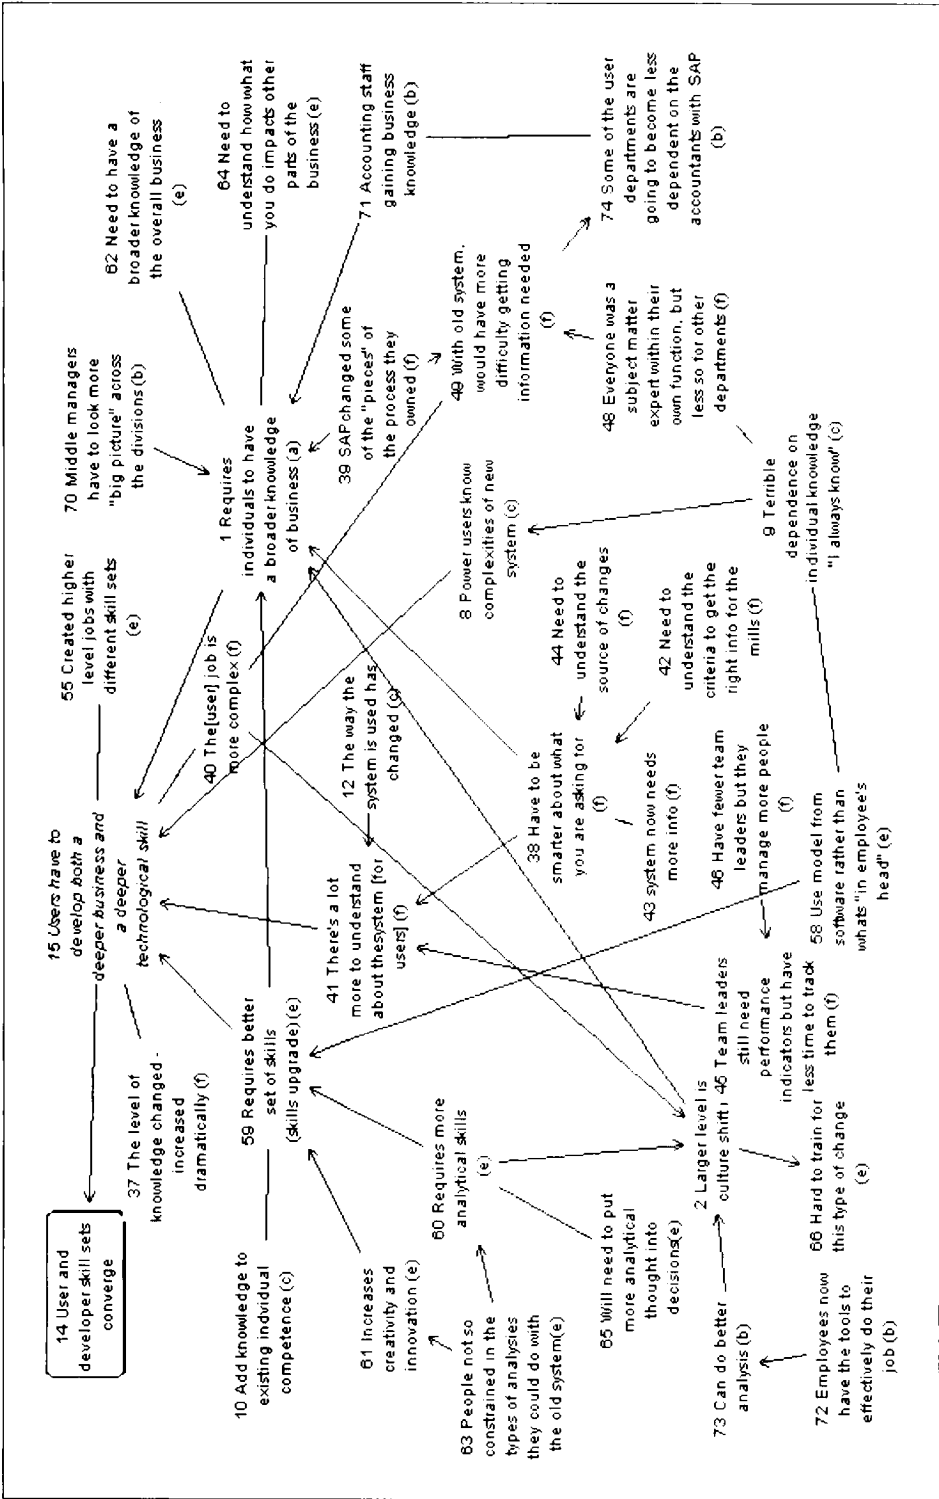 14 User and
developer skill sets
converge
15 Users have to
develop both a
deeper business and
a deeper
technological skill
55 Created higher
level jobs with
different skill sets
(e)
70 Middle managers
have to look more
"big picture" across
the divisions (b)
62 Need to have a
broader knowledge of
the overall business
(e)
37 The level of
knowledge changed -
increased
dramatically (f)
40 The[user] job is
more complex (f)
1 Requires
individuals to have
a broader knowledge
of business (a)
64 Need to
understand how what
you do impacts other
parts of the
business (e)
10 Add knowledge to
existing indvidual
competence (c)
59 Requires better
set of skills
(skills upgrade) (e)
41 There's a lot
more to understand
about thesystem [for
users] (f)
12 The way the
system is used has
changed (c)
39 SAP changed some
of the "pieces" of
the process they
owned (f)
71 Accounting staff
gaining business
knowledge (b)
61 Increases
creativity and
innovation (e)
60 Requires more
analytical skills
(e)
8 Power users know
complexities of new
system (c)
49 With old system,
would have more
difficulty getting
information needed
(f)
63 People not so
constrained in the
types of analyses
they could do with
the old system(e)
38 Have to be
smarter about what
you are asking for
(f)
44 Need to
understand the
source of changes
(f)
48 Everyone was a
subject matter
expert within their
own function, but
less so for other
departments (f)
74 Some of the user
departments are
going to become less
dependent on the
accountants with SAP
(b)
65 Will need to put
more analytical
thought into
decisions(e)
43 system now needs
more info (f)
42 Need to
understand the
criteria to get the
right info for the
mills (f)
2 Larger level is
culture shift
45 Team leaders
still need
performance
indicators but have
less time to track
them (f)
46 Have fewer team
leaders but they
manage more people
(f)
9 Terrible
dependence on
individual knowledge
"I always know" (c)
73 Can do better
analysis (b)
66 Hard to train for
this type of change
(e)
58 Use model from
software rather than
whats "in employee's
head" (e)
72 Employees now
have the tools to
effectively do their
job (b)